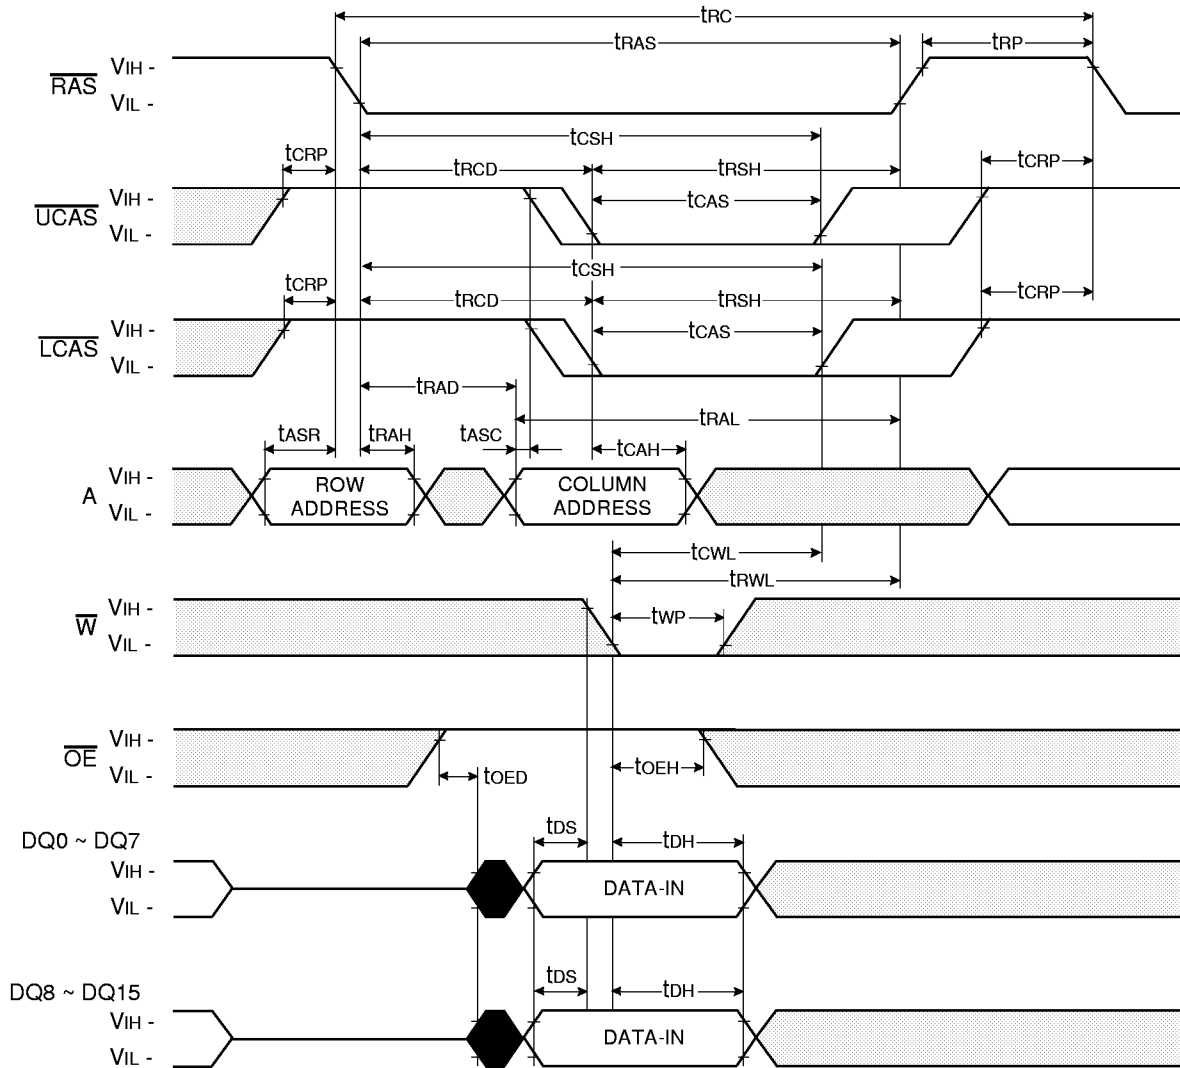 tRC
tRAS
tRP
RAS
VIH -
VIL -
tCSH
tCRP
tRCD
tRSH
tCRP
UCAS
VIH -
VIL -
tCAS
tCSH
tCRP
tRCD
tRSH
tCRP
LCAS
VIH -
VIL -
tCAS
tRAD
tRAL
tASR
tRAH
tASC
tCAH
A
VIH -
VIL -
ROW
ADDRESS
COLUMN
ADDRESS
tCWL
tRWL
W
VIH -
VIL -
tWP
OE
VIH -
VIL -
tOED
tOEH
DQ0 ~ DQ7
tDS
tDH
VIH -
VIL -
DATA-IN
DQ8 ~ DQ15
tDS
tDH
VIH -
VIL -
DATA-IN